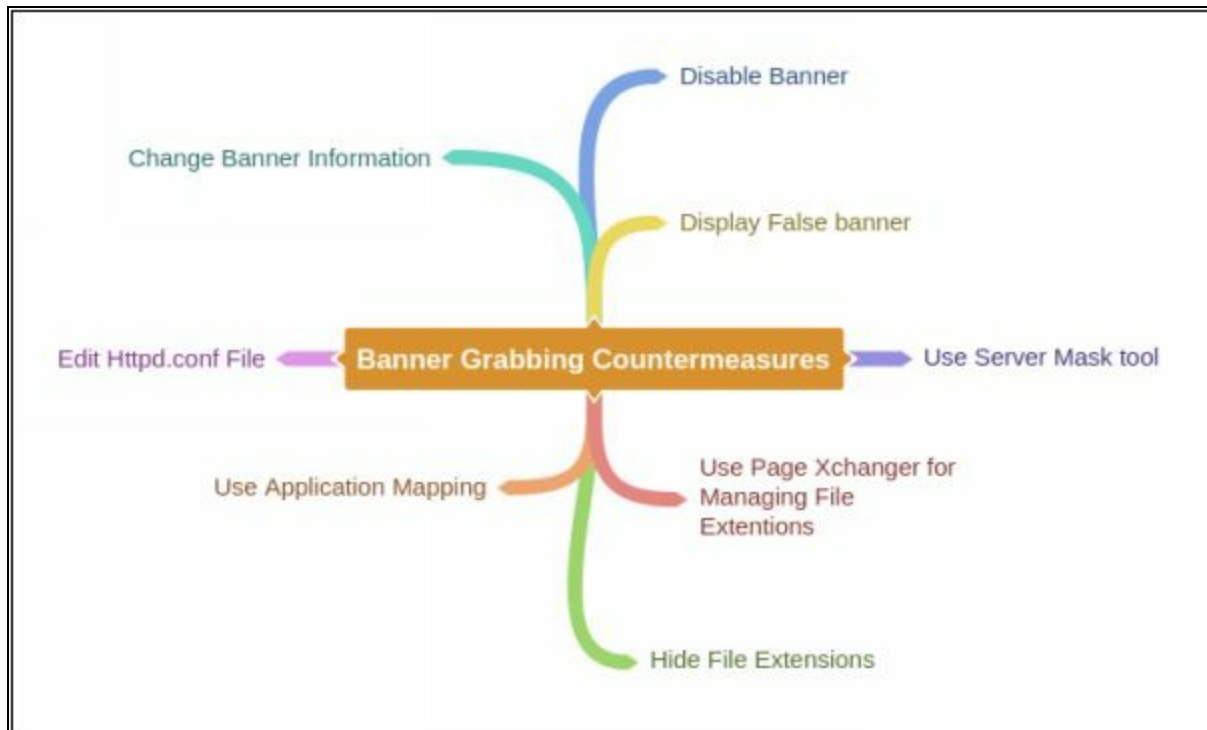 Disable Banner
Change Banner Information
Display False banner
Edit Httpd.conf File
Banner Grabbing Countermeasures
Use Server Mask tool
Use Application Mapping
Use Page Xchanger for
Managing File
Extentions
Hide File Extensions